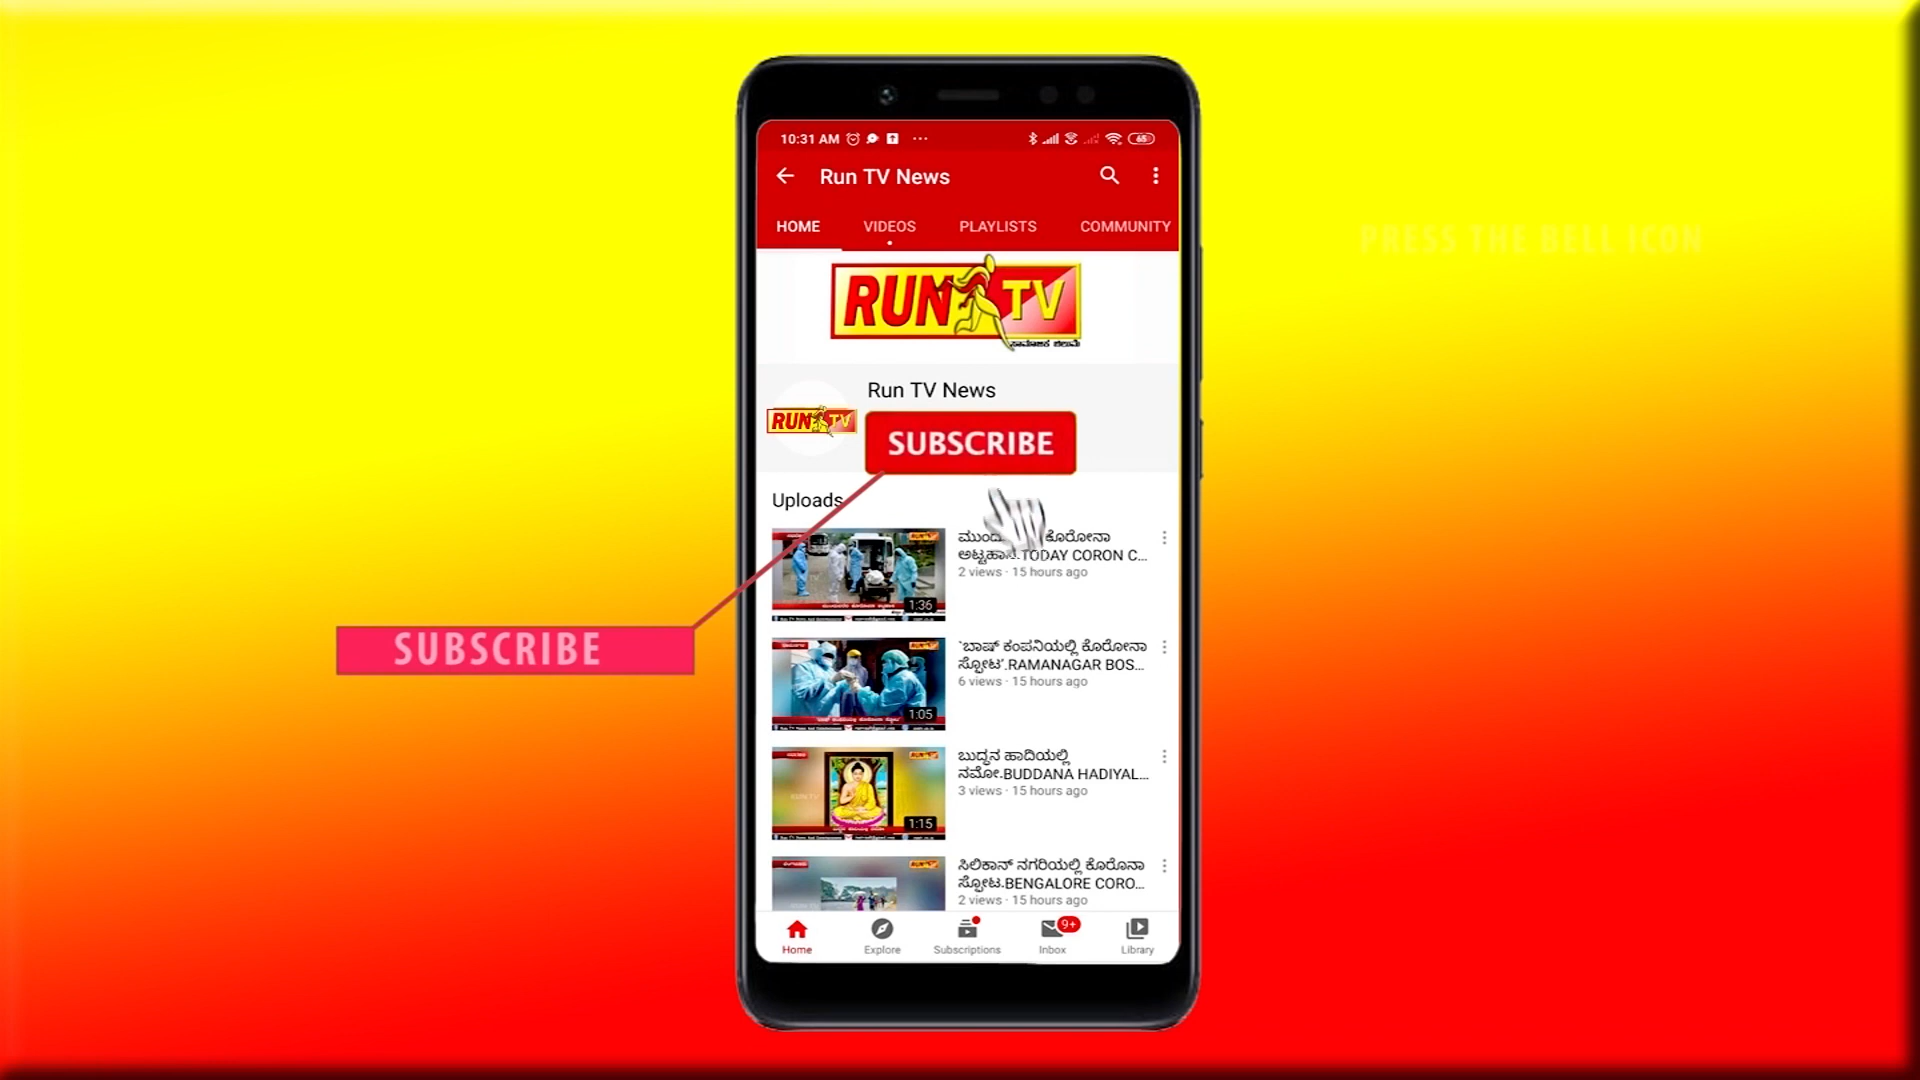 10:31 AM
65
Run TV News
HOME VIDEOS PLAYLISTS COMMUNITY
PRESS THE BELL ICON
RUN TV
ಸಾಮಾಜಿಕ ಚಲುಮೆ
Run TV News
RUN TV
SUBSCRIBE
Uploads
ಕೊರೋನಾ
TODAY CORON C...
2 views · 15 hours ago
1:36
SUBSCRIBE
`ಬಾಷ್ ಕಂಪನಿಯಲ್ಲಿ ಕೊರೋನಾ
ಸ್ಫೋಟ'.RAMANAGAR BOS...
6 views · 15 hours ago
1:05
ಬುದ್ಧನ ಹಾದಿಯಲ್ಲಿ
ನಮೋ.BUDDANA HADIYAL...
3 views · 15 hours ago
1:15
ಸಿಲಿಕಾನ್ ನಗರಿಯಲ್ಲಿ ಕೊರೊನಾ
ಸ್ಫೋಟ.BENGALORE CORO...
2 views · 15 hours ago
9+
Home Explore Subscriptions Inbox Library